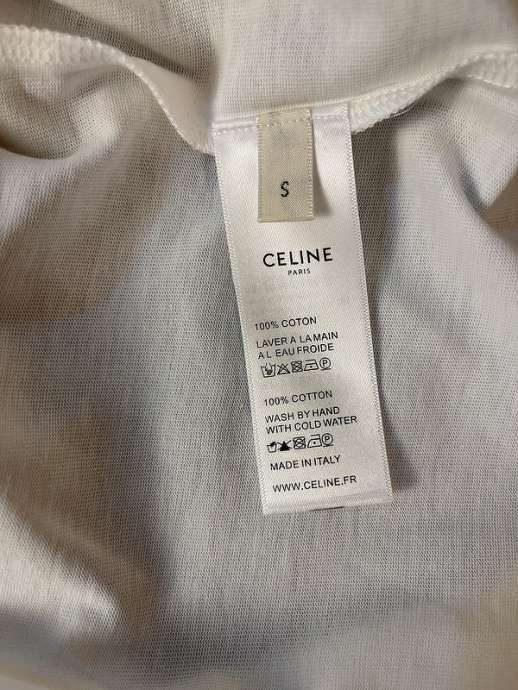 S
CELINE
PARIS
100% COTON
LAVER A LA MAIN
A L EAU FROIDE
100% COTTON
WASH BY HAND
WITH COLD WATER
MADE IN ITALY
WWW.CELINE.FR